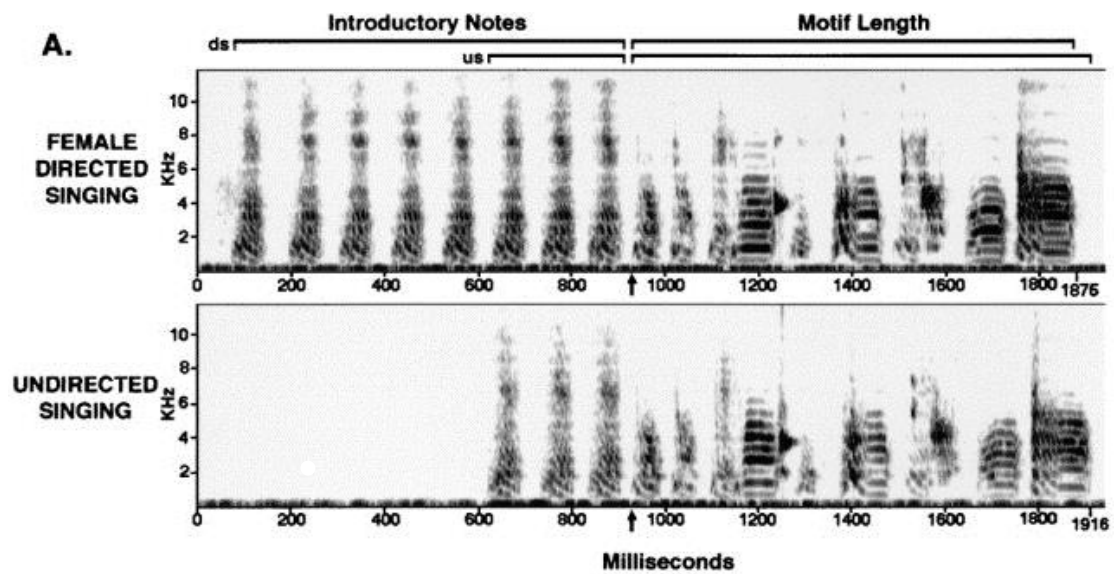 Introductory Notes
Motif Length
A.
ds
us
FEMALE
DIRECTED
SINGING
KHz
10
8
6
4
2
0 200 400 600 800 1000 1200 1400 1600 1800 1876
UNDIRECTED
SINGING
KHz
10
8
6
4
2
0 200 400 600 800 1000 1200 1400 1600 1800 1916
Milliseconds